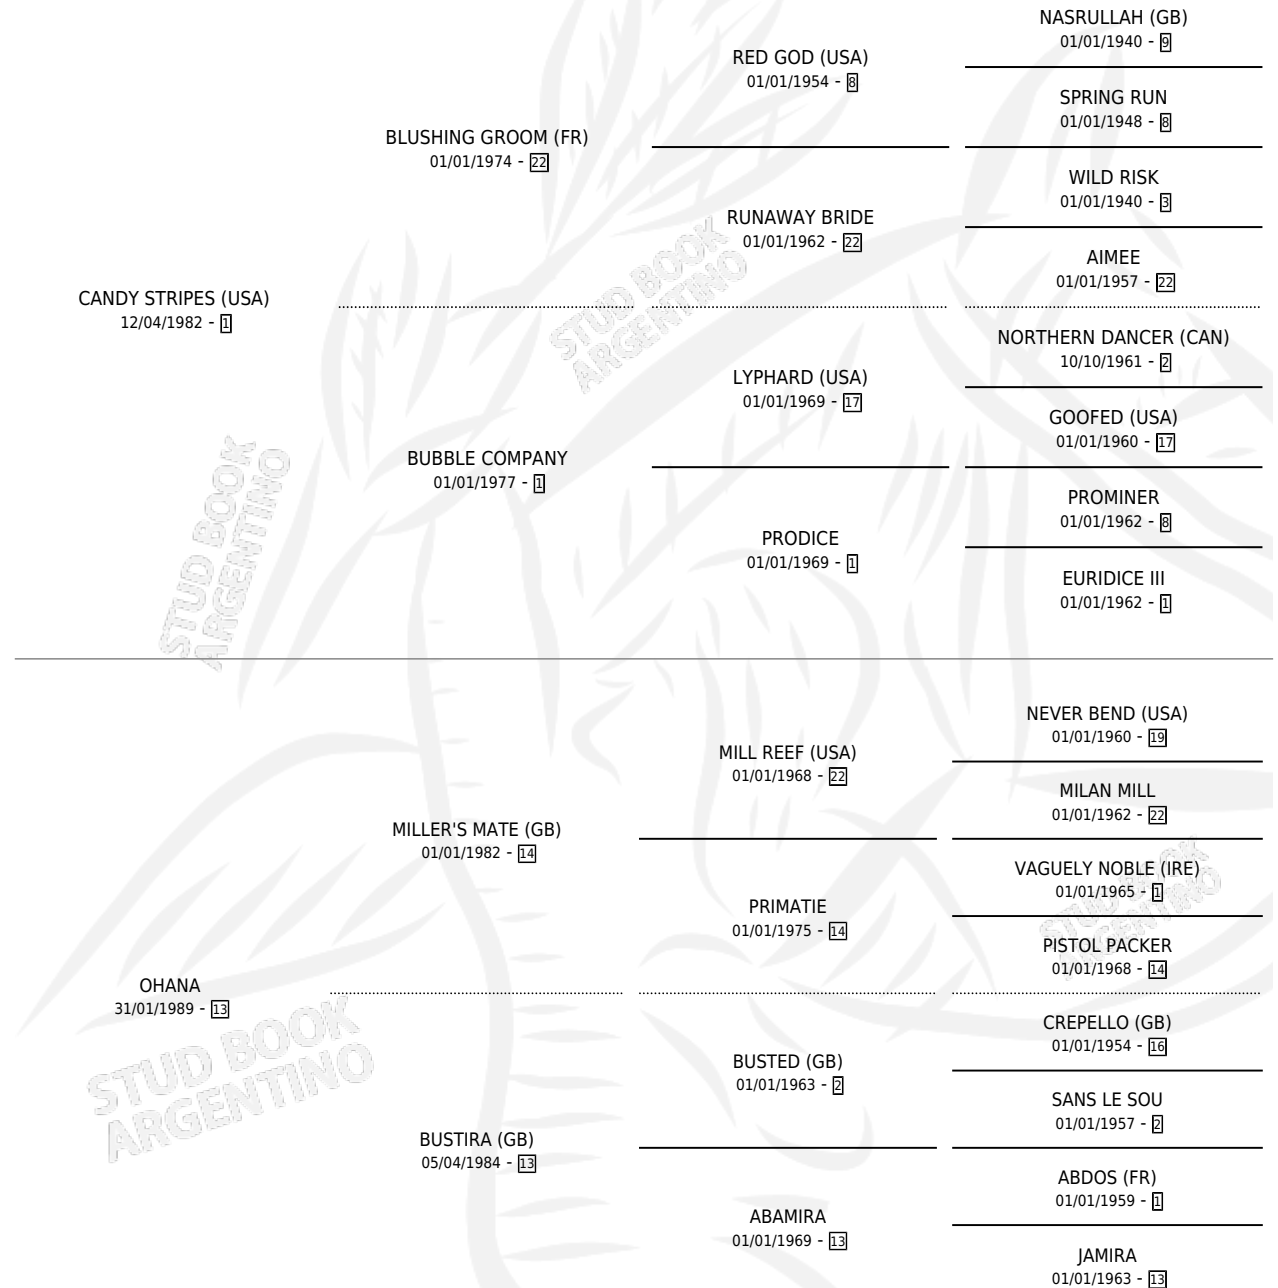 NASRULLAH (GB)
01/01/1940 - 9
RED GOD (USA)
01/01/1954 - 8
SPRING RUN
01/01/1948 - 8
BLUSHING GROOM (FR)
01/01/1974 - 22
WILD RISK
01/01/1940 - 3
RUNAWAY BRIDE
01/01/1962 - 22
AIMEE
01/01/1957 - 22
CANDY STRIPES (USA)
12/04/1982 - 1
STUD BOOK
ARGENTINO
NORTHERN DANCER (CAN)
10/10/1961 - 2
LYPHARD (USA)
01/01/1969 - 17
GOOFED (USA)
01/01/1960 - 17
BUBBLE COMPANY
01/01/1977 - 1
PROMINER
01/01/1962 - 8
PRODICE
01/01/1969 - 1
EURIDICE III
01/01/1962 - 1
STUD BOOK
ARGENTINO
NEVER BEND (USA)
01/01/1960 - 19
MILL REEF (USA)
01/01/1968 - 22
MILAN MILL
01/01/1962 - 22
MILLER'S MATE (GB)
01/01/1982 - 14
VAGUELY NOBLE (IRE)
01/01/1965 - 1
PRIMATIE
01/01/1975 - 14
PISTOL PACKER
01/01/1968 - 14
STUD BOOK
ARGENTINO
OHANA
31/01/1989 - 13
STUD BOOK
ARGENTINO
CREPELLO (GB)
01/01/1954 - 16
BUSTED (GB)
01/01/1963 - 2
SANS LE SOU
01/01/1957 - 2
BUSTIRA (GB)
05/04/1984 - 13
ABDOS (FR)
01/01/1959 - 1
ABAMIRA
01/01/1969 - 13
JAMIRA
01/01/1963 - 13